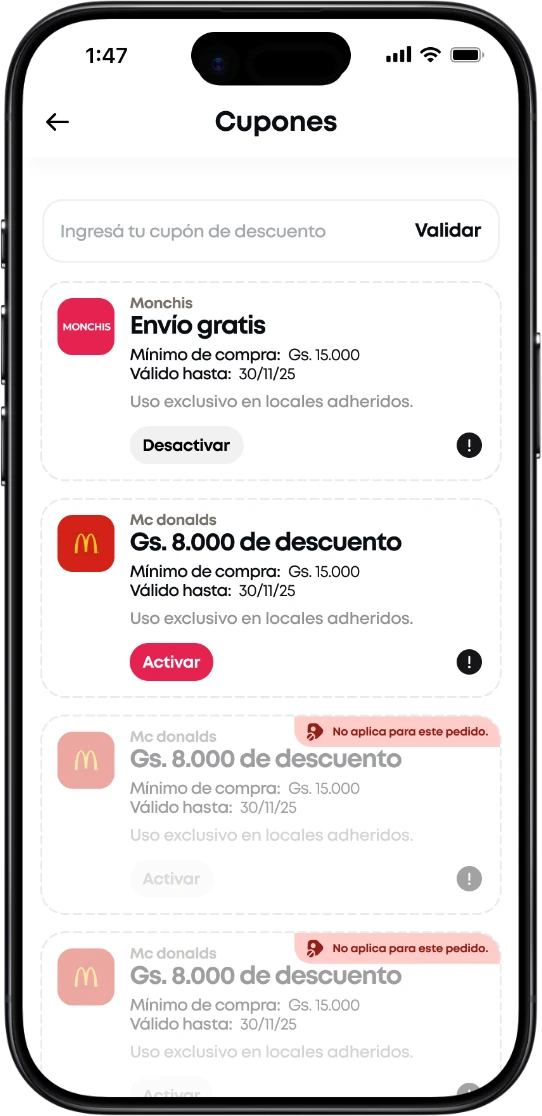 1:47
Cupones
Ingresá tu cupón de descuento
Validar
MONCHIS
Monchis
Envío gratis
Mínimo de compra: Gs. 15.000
Válido hasta: 30/11/25
Uso exclusivo en locales adheridos.
Desactivar
!
Mc donalds
Gs. 8.000 de descuento
Mínimo de compra: Gs. 15.000
Válido hasta: 30/11/25
Uso exclusivo en locales adheridos.
Activar
!
No aplica para este pedido.
Mc donalds
Gs. 8.000 de descuento
Mínimo de compra: Gs. 15.000
Válido hasta: 30/11/25
Uso exclusivo en locales adheridos.
Activar
!
No aplica para este pedido.
Mc donalds
Gs. 8.000 de descuento
Mínimo de compra: Gs. 15.000
Válido hasta: 30/11/25
Uso exclusivo en locales adheridos.
Activar